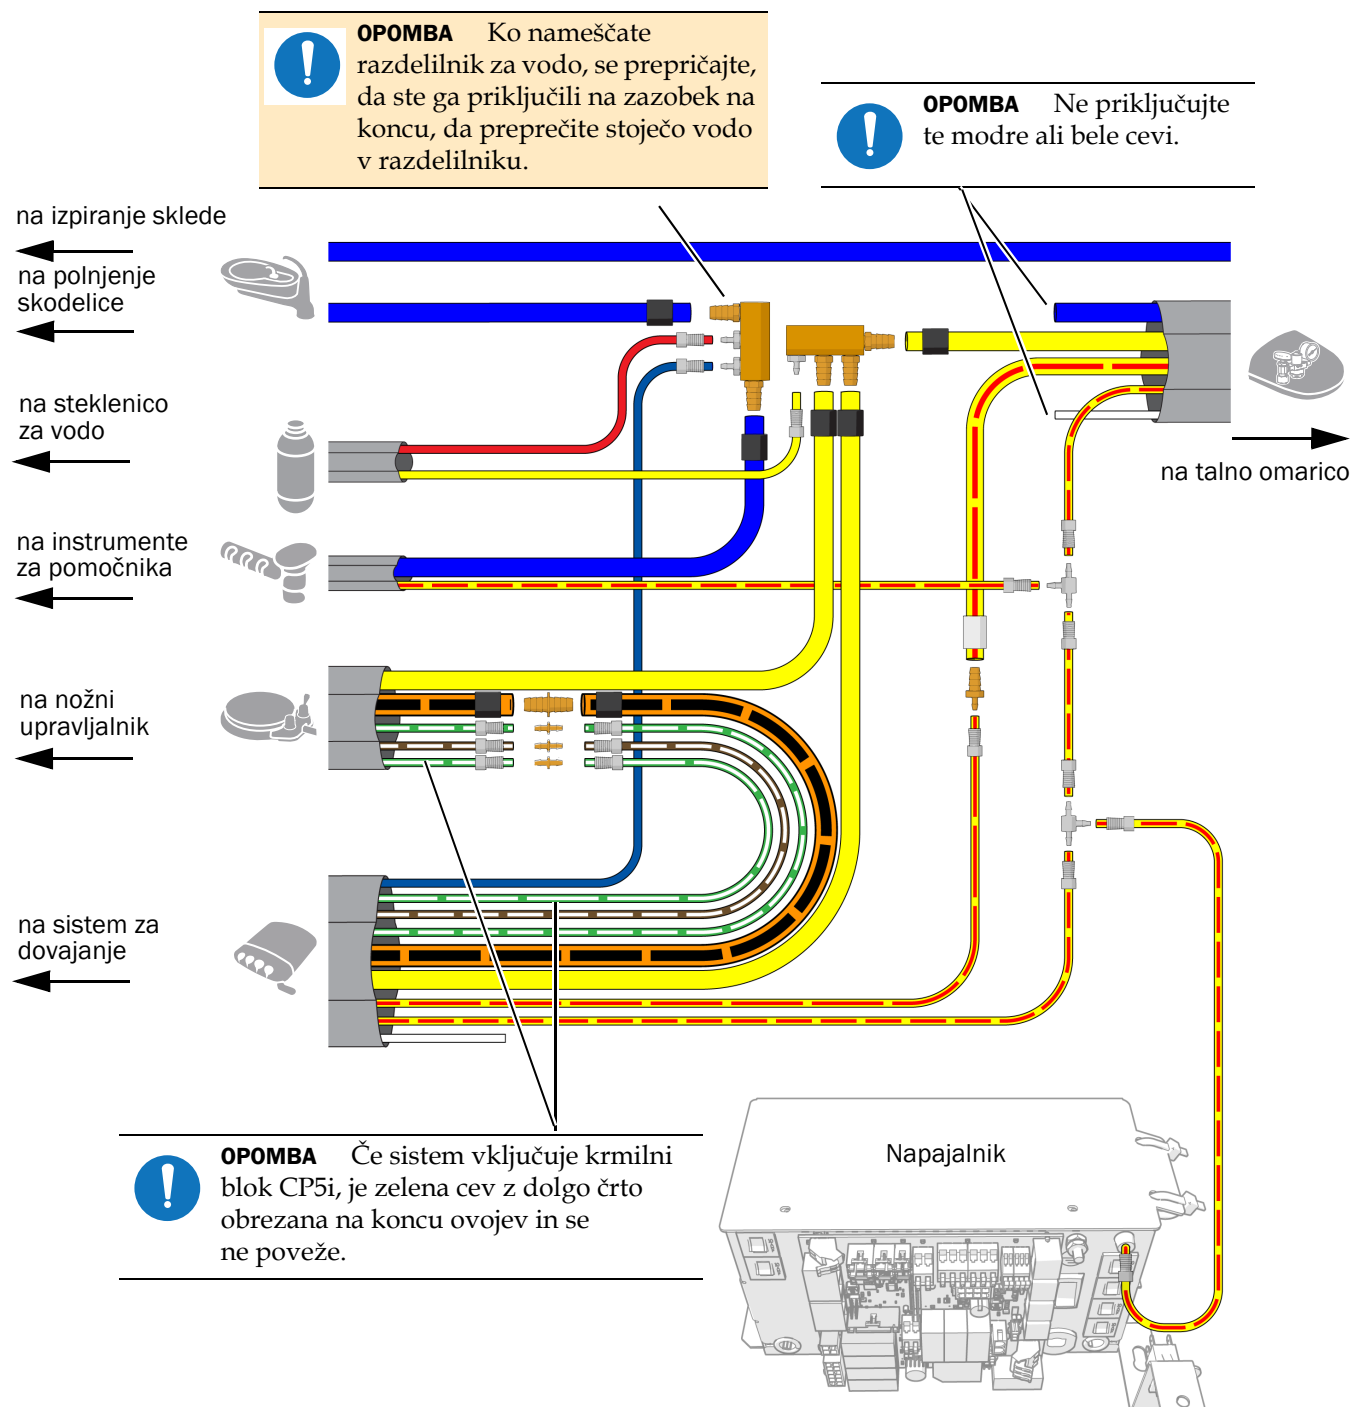 OPOMBA Ko nameščate
razdelilnik za vodo, se prepričajte,
da ste ga priključili na zazobek na
koncu, da preprečite stoječo vodo
v razdelilniku.
OPOMBA Ne priključujte
te modre ali bele cevi.
na izpiranje sklede
na polnjenje
skodelice
na steklenico
za vodo
na talno omarico
na instrumente
za pomočnika
na nožni
upravljalnik
na sistem za
dovajanje
OPOMBA Če sistem vključuje krmilni
blok CP5i, je zelena cev z dolgo črto
obrezana na koncu ovojev in se
ne poveže.
Napajalnik